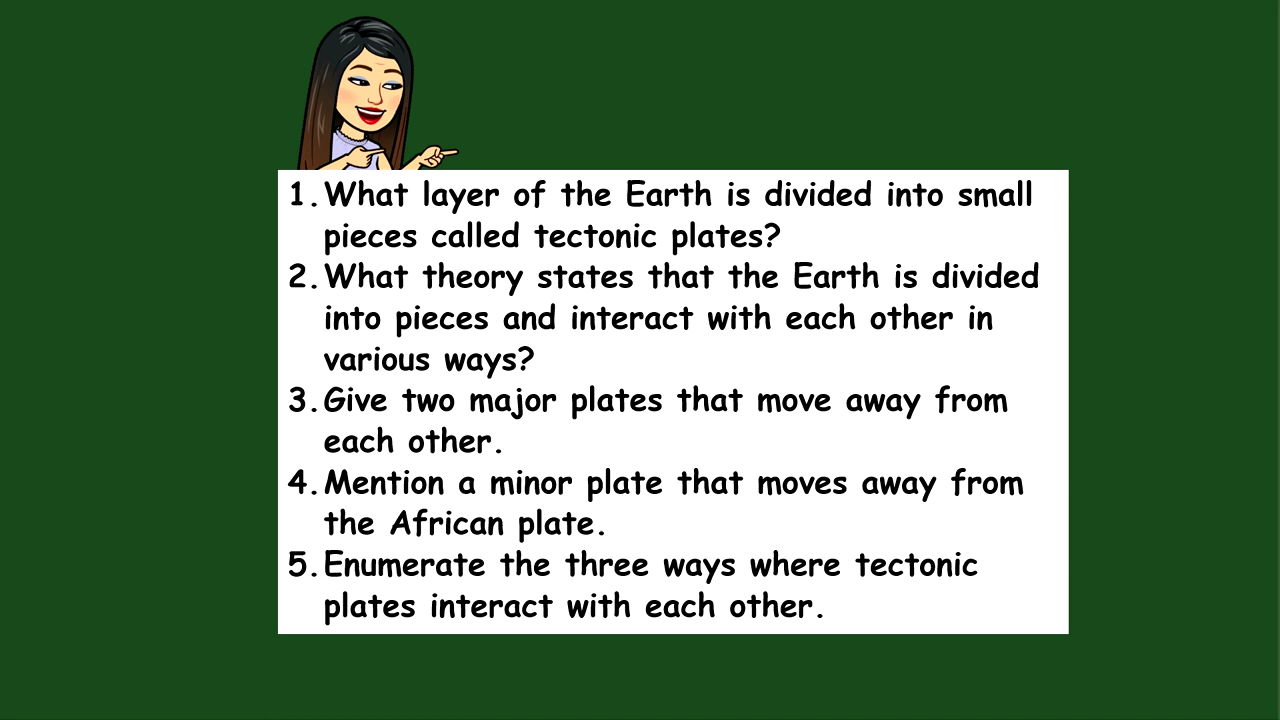 1. What layer of the Earth is divided into small
pieces called tectonic plates?
2. What theory states that the Earth is divided
into pieces and interact with each other in
various ways?
3. Give two major plates that move away from
each other.
4. Mention a minor plate that moves away from
the African plate.
5. Enumerate the three ways where tectonic
plates interact with each other.